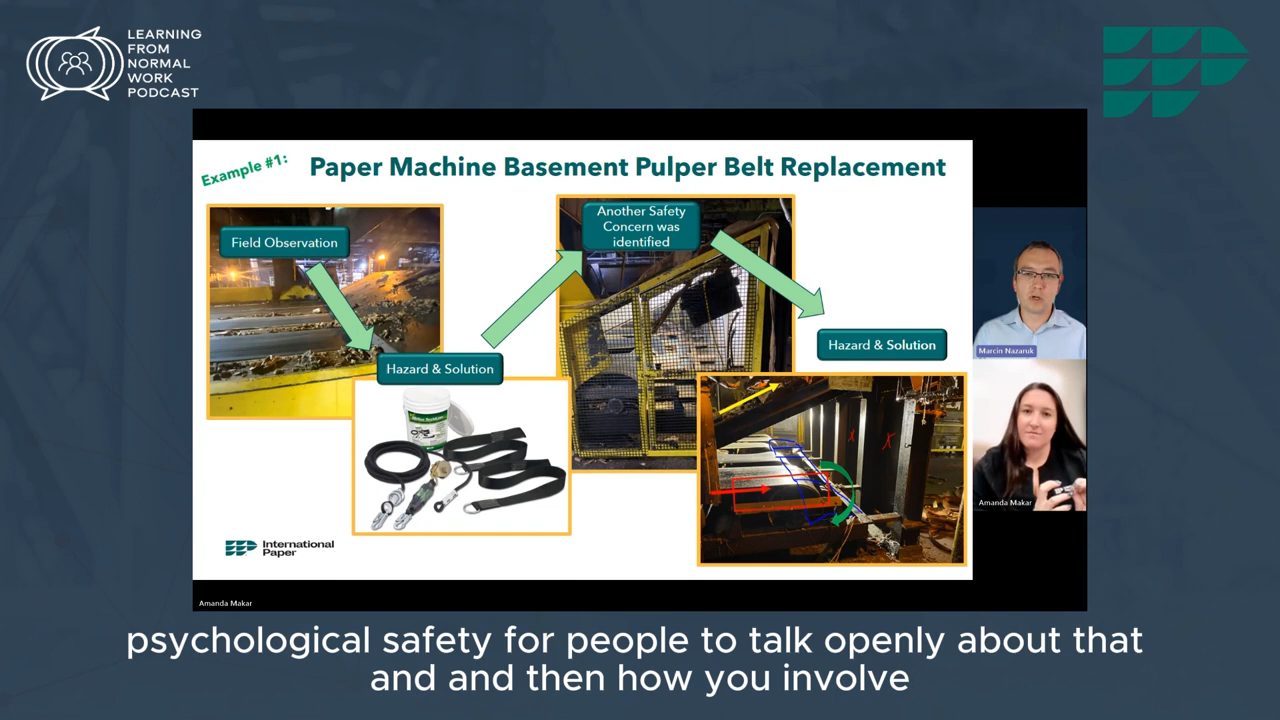 LEARNING
FROM
NORMAL
WORK
PODCAST
Example #1:
Paper Machine Basement Pulper Belt Replacement
Field Observation
Hazard & Solution
Another Safety
Concern was
identified
Hazard & Solution
International
Paper
Marcin Nazaruk
Amanda Makar
Amanda Makar
psychological safety for people to talk openly about that
and and then how you involve